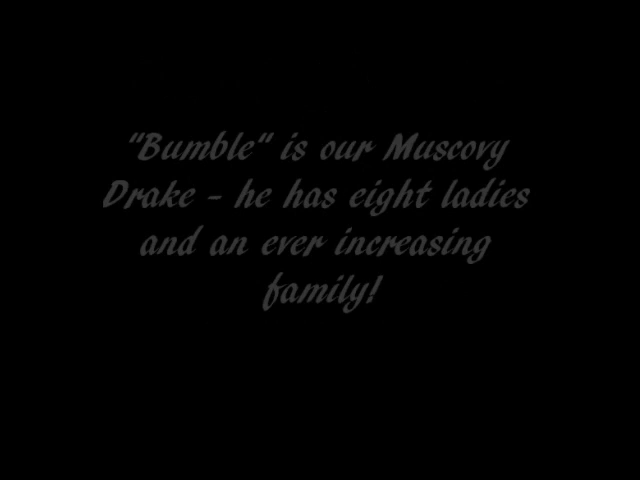 "Bumble" is our Muscovy
Drake - he has eight ladies
and an ever increasing
family!